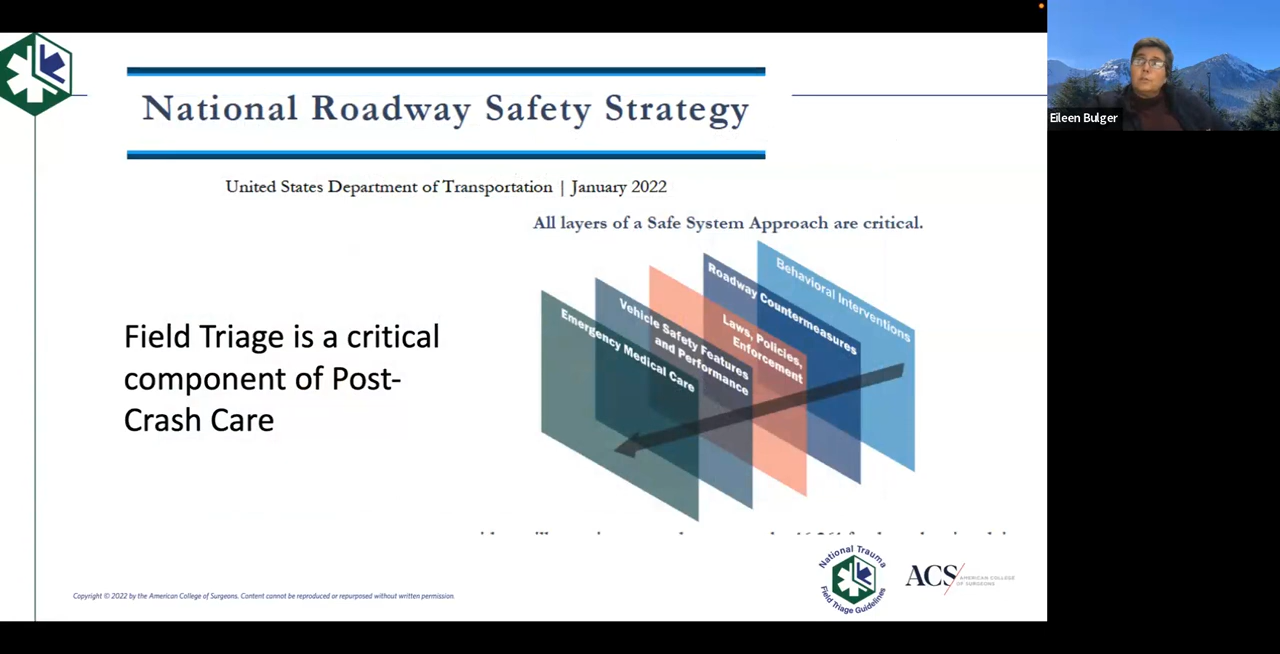 National Roadway Safety Strategy
United States Department of Transportation | January 2022
All layers of a Safe System Approach are critical.
Field Triage is a critical
component of Post-
Crash Care
Emergency Medical Care
Vehicle Safety Features
and Performance
Laws, Policies,
Enforcement
Roadway Countermeasures
Behavioral Interventions
Eileen Bulger
National Trauma
Field Triage Guidelines
ACS
AMERICAN COLLEGE
OF SURGEONS
Copyright © 2022 by the American College of Surgeons. Content cannot be reproduced or repurposed without written permission.